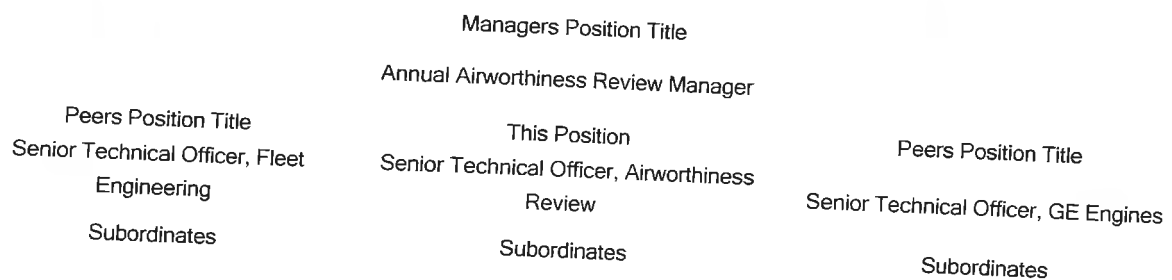 Managers Position Title
Annual Airworthiness Review Manager
Peers Position Title
Senior Technical Officer, Fleet
Engineering
Subordinates
This Position
Senior Technical Officer, Airworthiness
Review
Subordinates
Peers Position Title
Senior Technical Officer, GE Engines
Subordinates